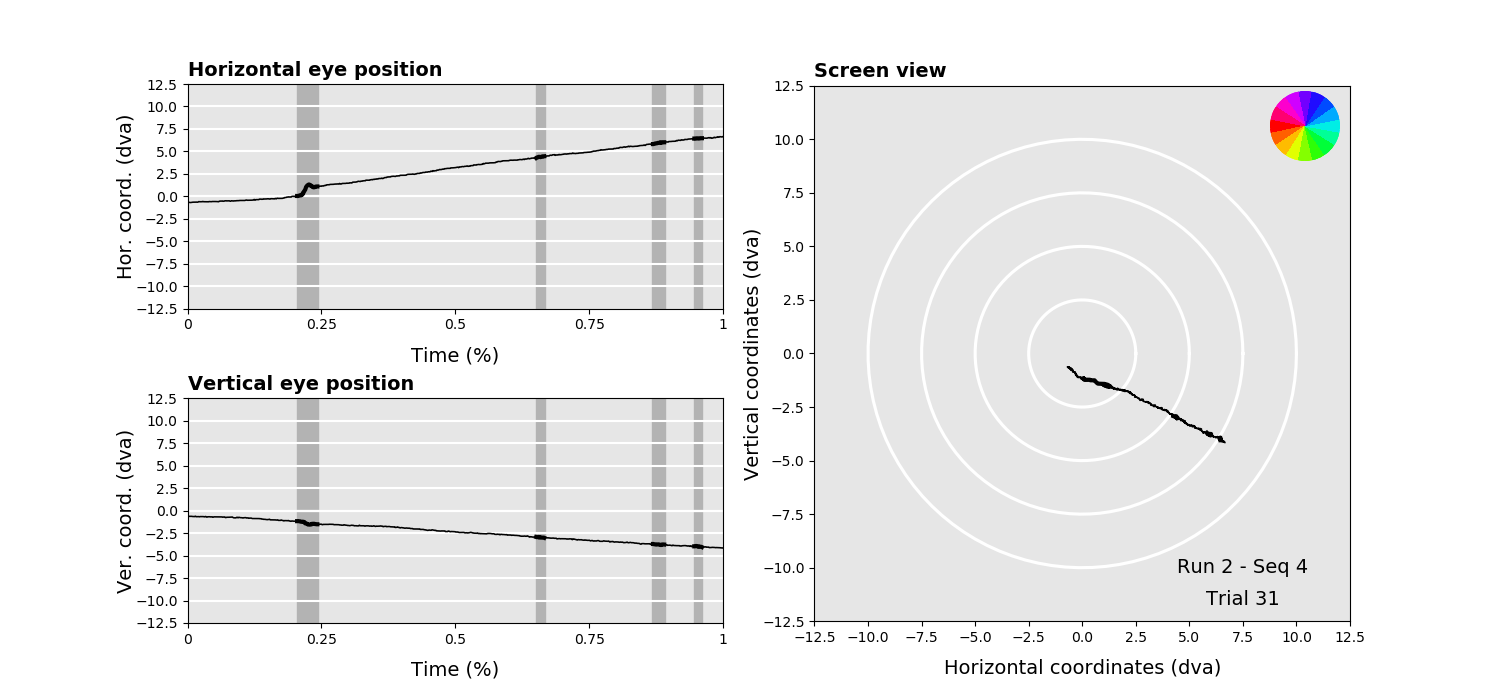 Horizontal eye position
Hor. coord. (dva)
12.5
10.0
7.5
5.0
2.5
0.0
−2.5
−5.0
−7.5
−10.0
−12.5
0 0.25 0.5 0.75 1
Time (%)
Vertical eye position
Ver. coord. (dva)
12.5
10.0
7.5
5.0
2.5
0.0
−2.5
−5.0
−7.5
−10.0
−12.5
0 0.25 0.5 0.75 1
Time (%)
Screen view
Vertical coordinates (dva)
12.5
10.0
7.5
5.0
2.5
0.0
−2.5
−5.0
−7.5
−10.0
−12.5
Run 2 - Seq 4
Trial 31
−12.5 −10.0 −7.5 −5.0 −2.5 0.0 2.5 5.0 7.5 10.0 12.5
Horizontal coordinates (dva)